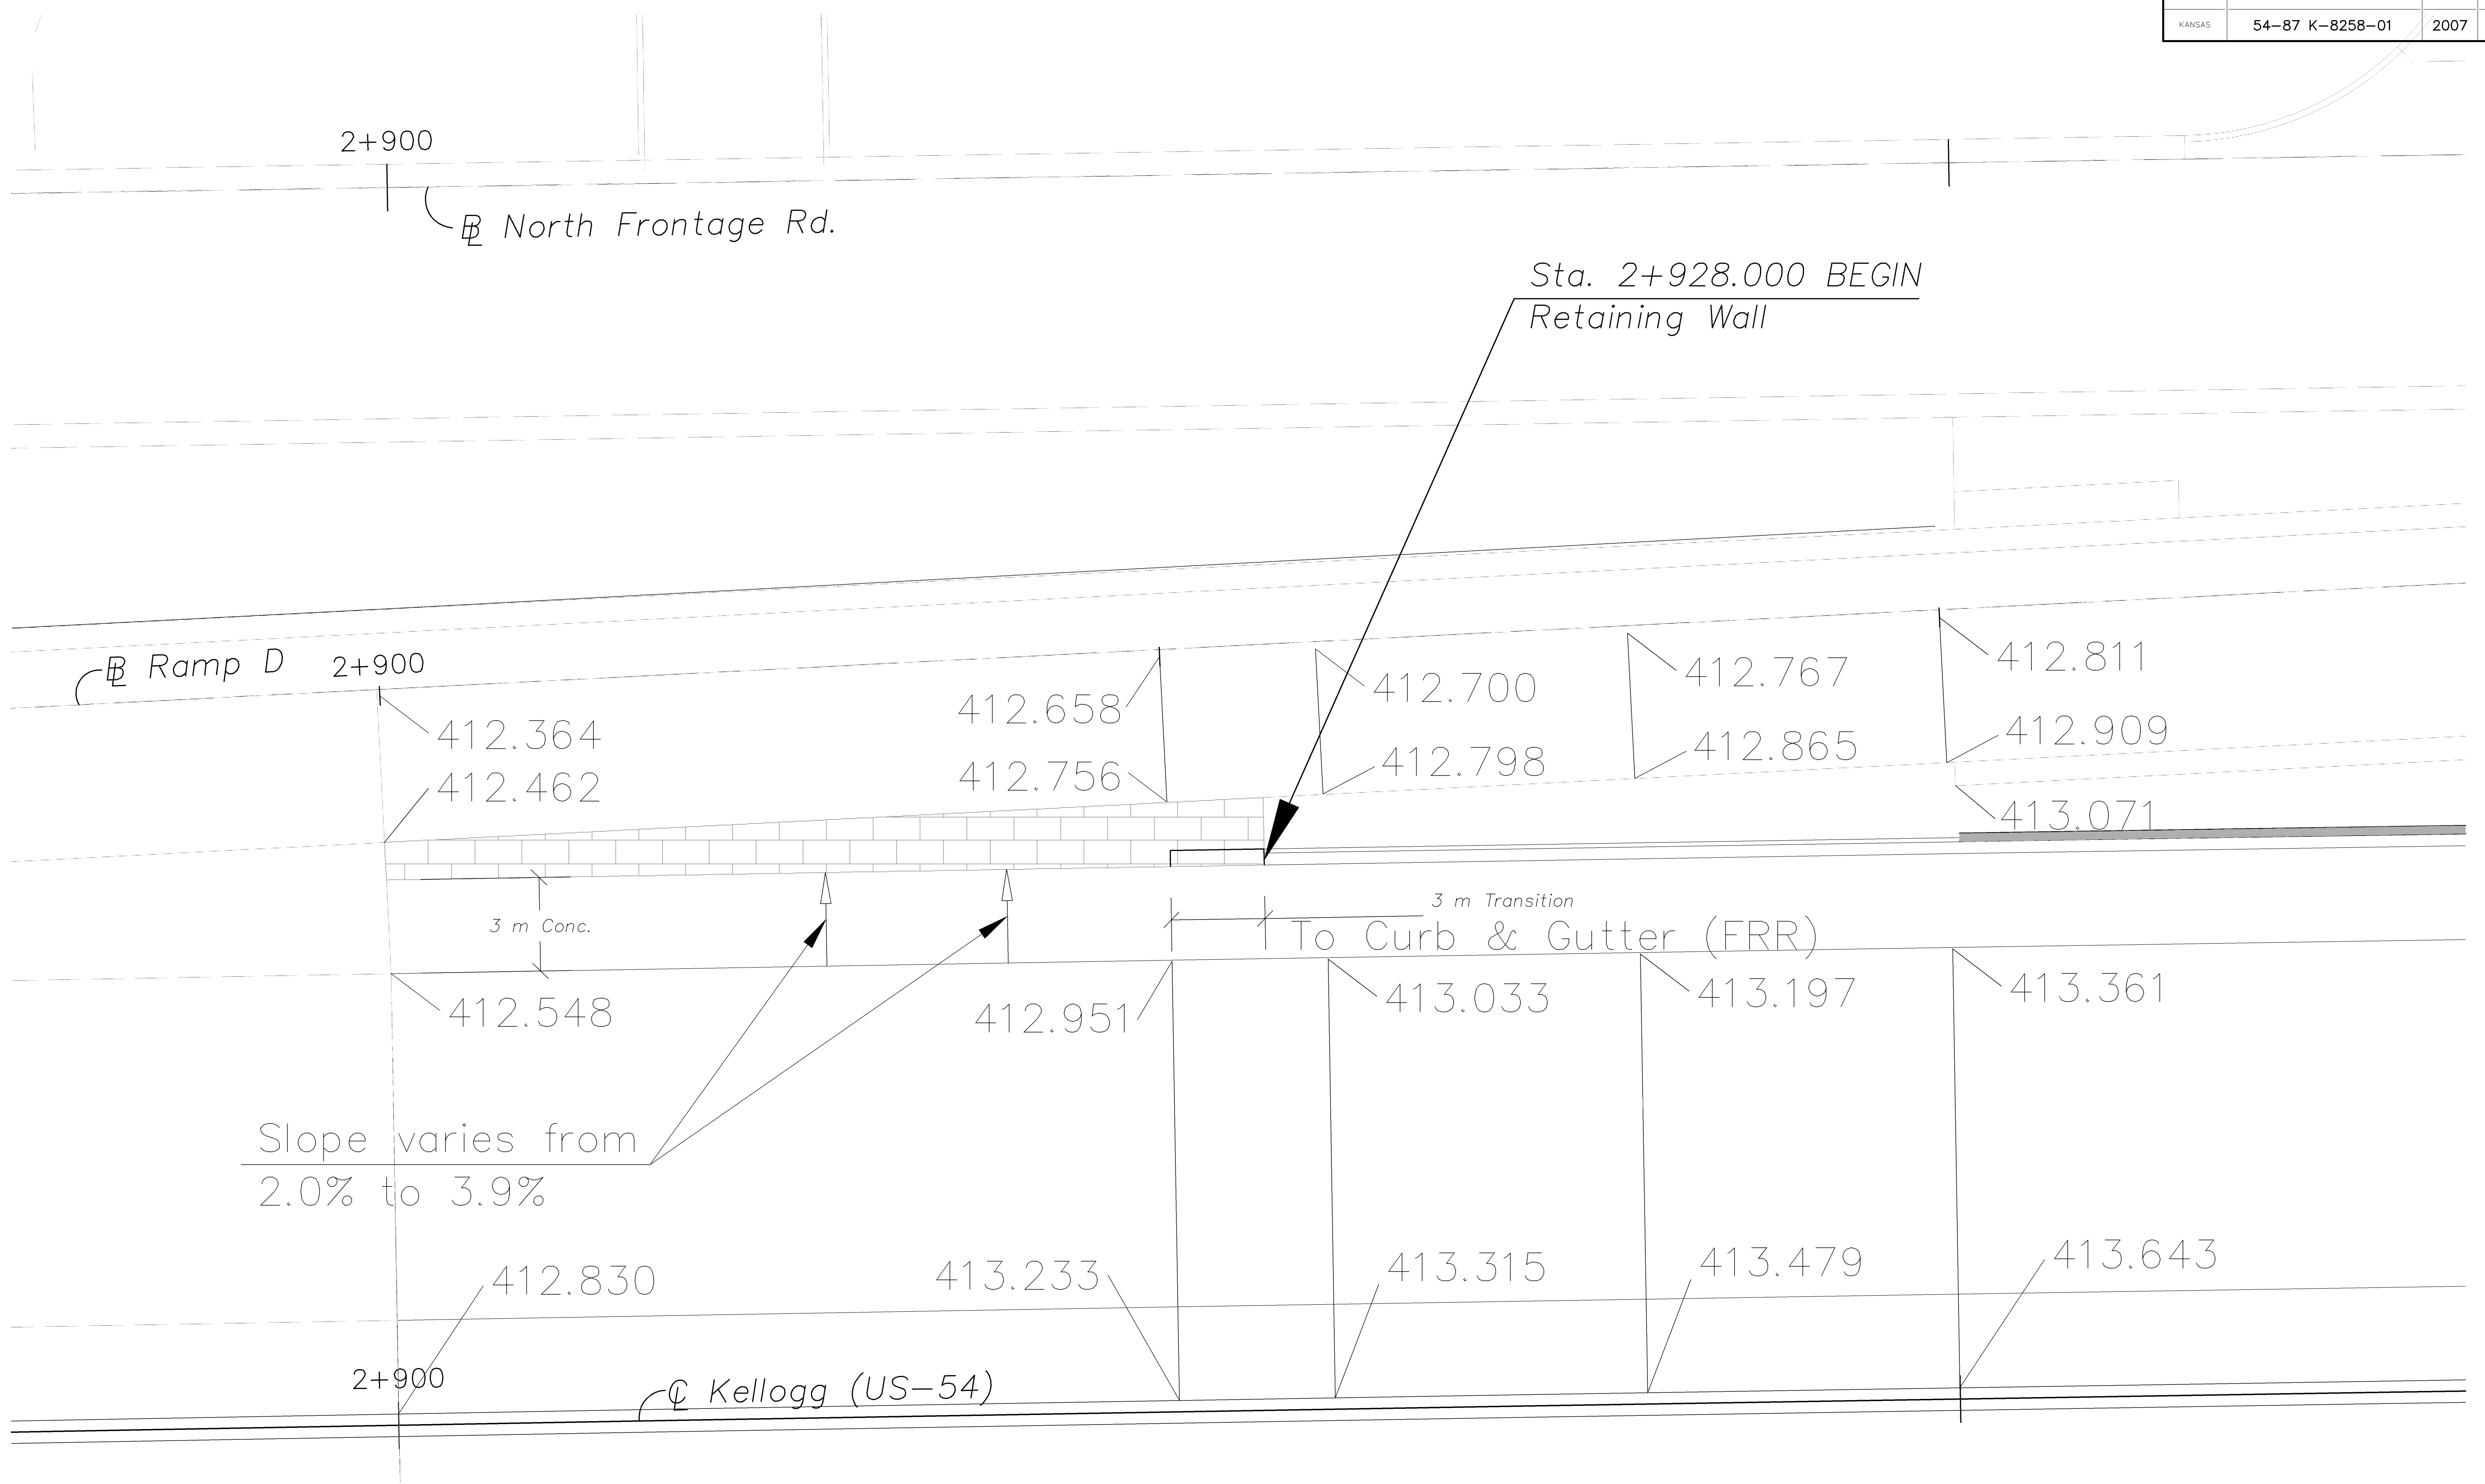 KANSAS 54-87 K-8258-01 2007
2+900
℄ North Frontage Rd.
Sta. 2+928.000 BEGIN
Retaining Wall
℄ Ramp D 2+900
412.364
412.462
412.658
412.756
412.700
412.798
412.767
412.865
412.811
412.909
413.071
3 m Conc.
3 m Transition
To Curb & Gutter (FRR)
412.548
412.951
413.033
413.197
413.361
Slope varies from
2.0% to 3.9%
412.830
413.233
413.315
413.479
413.643
2+900
℄ Kellogg (US-54)